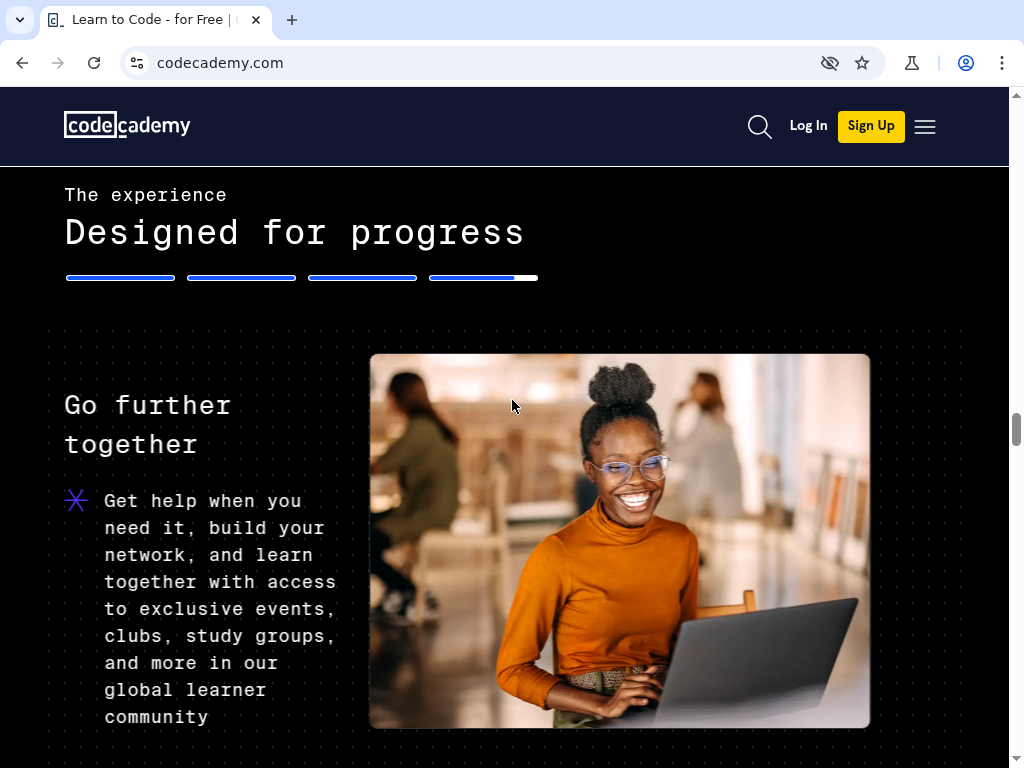 Learn to Code - for Free |
codecademy.com
codecademy
Log In
Sign Up
The experience
Designed for progress
Go further
together
Get help when you
need it, build your
network, and learn
together with access
to exclusive events,
clubs, study groups,
and more in our
global learner
community